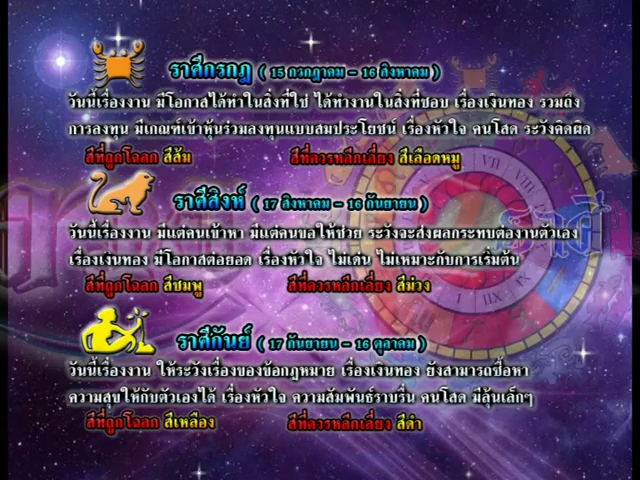 ราศีกรกฎ ( 15 กรกฎาคม - 16 สิงหาคม )
วันนี้เรื่องงาน มีโอกาสได้ทำในสิ่งที่ใช่ ได้ทำงานในสิ่งที่ชอบ เรื่องเงินทอง รวมถึง
การลงทุน มีเกณฑ์เข้าหุ้นร่วมลงทุนแบบสมประโยชน์ เรื่องหัวใจ คนโสด ระวังคิดผิด
สีที่ถูกโฉลก สีส้ม สีที่ควรหลีกเลี่ยง สีเลือดหมู
ราศีสิงห์ ( 17 สิงหาคม - 16 กันยายน )
วันนี้เรื่องงาน มีแต่คนเข้าหา มีแต่คนขอให้ช่วย ระวังจะส่งผลกระทบต่องานตัวเอง
เรื่องเงินทอง มีโอกาสต่อยอด เรื่องหัวใจ ไม่เด่น ไม่เหมาะกับการเริ่มต้น
สีที่ถูกโฉลก สีชมพู สีที่ควรหลีกเลี่ยง สีม่วง
ราศีกันย์ ( 17 กันยายน - 16 ตุลาคม )
วันนี้เรื่องงาน ให้ระวังเรื่องของข้อกฎหมาย เรื่องเงินทอง ยังสามารถซื้อหา
ความสุขให้กับตัวเองได้ เรื่องหัวใจ ความสัมพันธ์ราบรื่น คนโสด มีลุ้นเล็กๆ
สีที่ถูกโฉลก สีเหลือง สีที่ควรหลีกเลี่ยง สีดำ